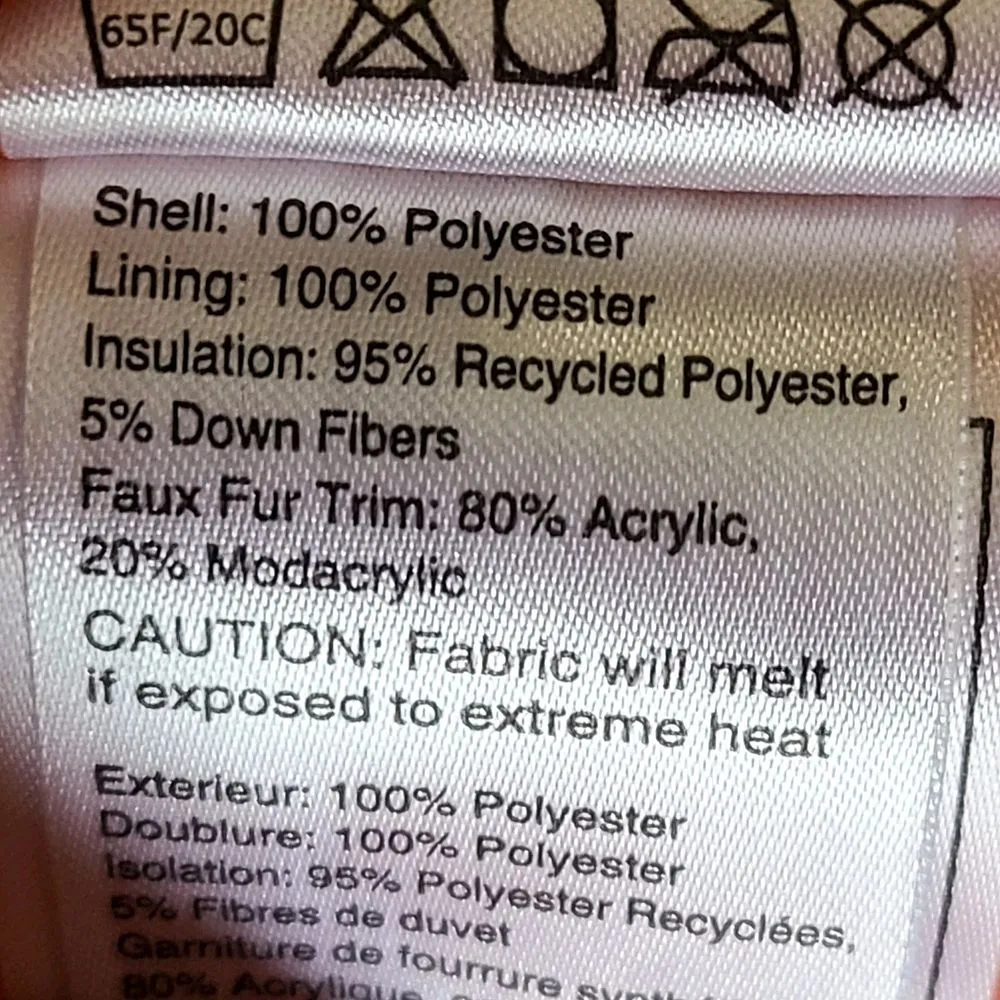 65F/20C
Shell: 100% Polyester
Lining: 100% Polyester
Insulation: 95% Recycled Polyester,
5% Down Fibers
Faux Fur Trim: 80% Acrylic,
20% Modacrylic
CAUTION: Fabric will melt
if exposed to extreme heat
Exterieur: 100% Polyester
Doublure: 100% Polyester
Isolation: 95% Polyester Recyclées,
5% Fibres de duvet
Garniture de fourrure
80% Acrylique